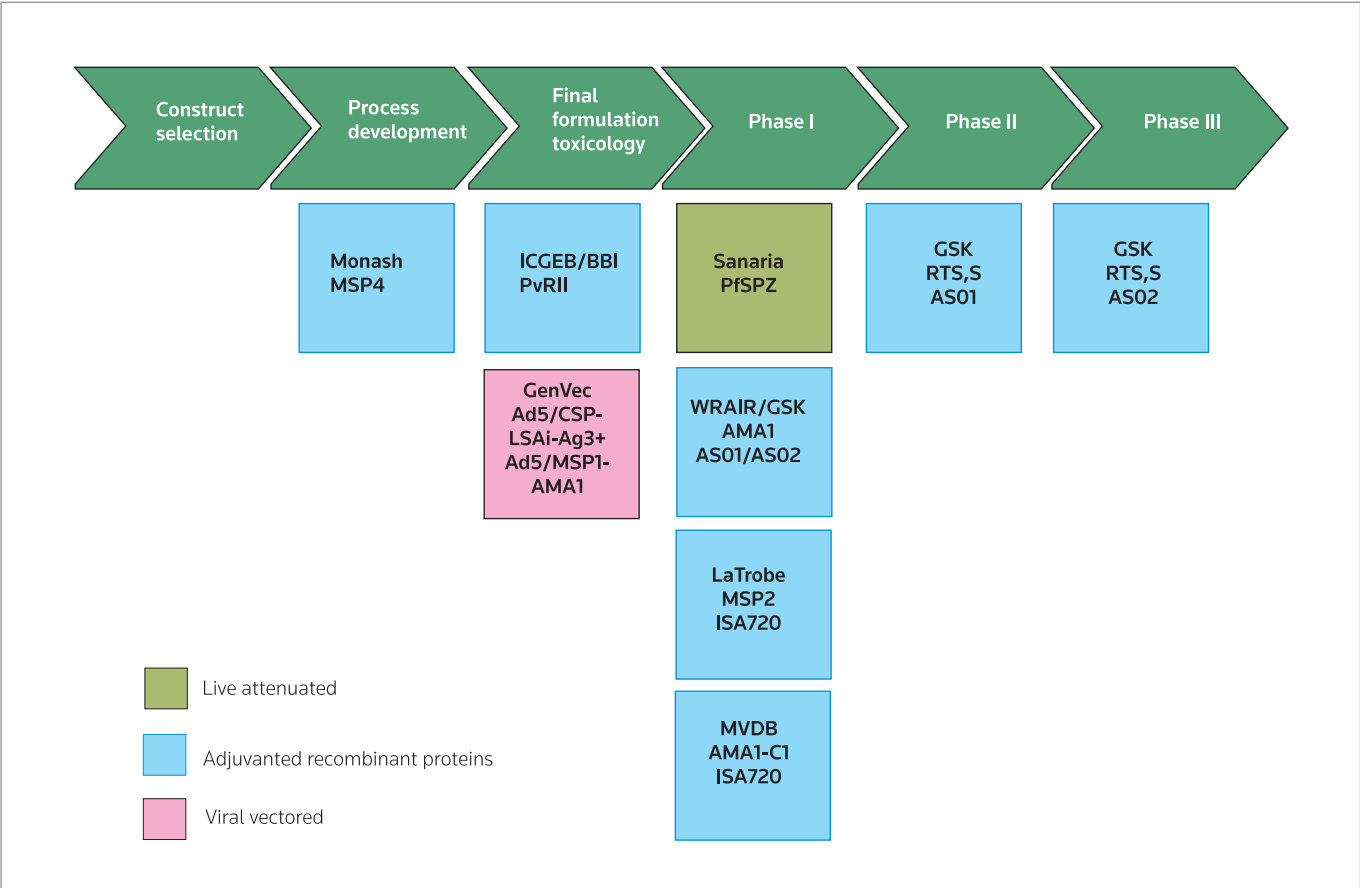 Construct
selection
Process
development
Final
formulation
toxicology
Phase I
Phase II
Phase III
Monash
MSP4
ICGEB/BBI
PvRII
GenVec
Ad5/CSP-
LSAi-Ag3+
Ad5/MSP1-
AMA1
Sanaria
PfSPZ
WRAIR/GSK
AMA1
AS01/AS02
LaTrobe
MSP2
ISA720
MVDB
AMA1-C1
ISA720
GSK
RTS,S
AS01
GSK
RTS,S
AS02
Live attenuated
Adjuvanted recombinant proteins
Viral vectored